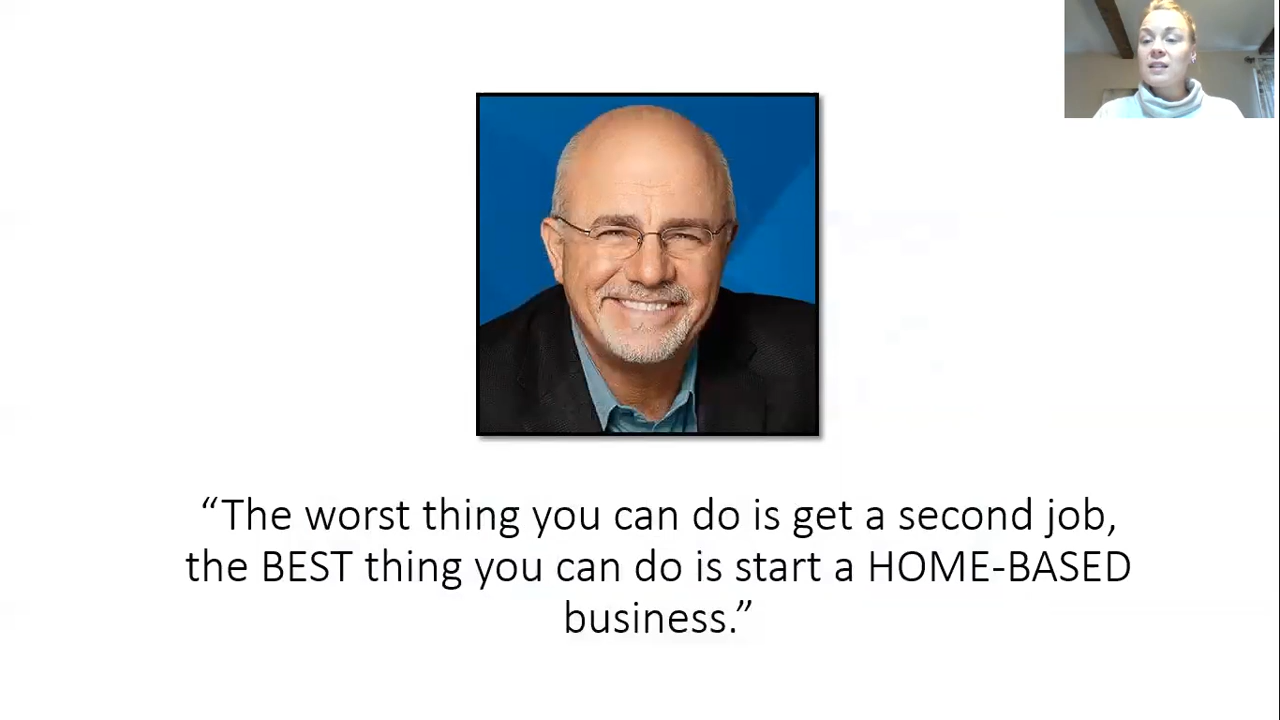 “The worst thing you can do is get a second job,
the BEST thing you can do is start a HOME-BASED
business.”